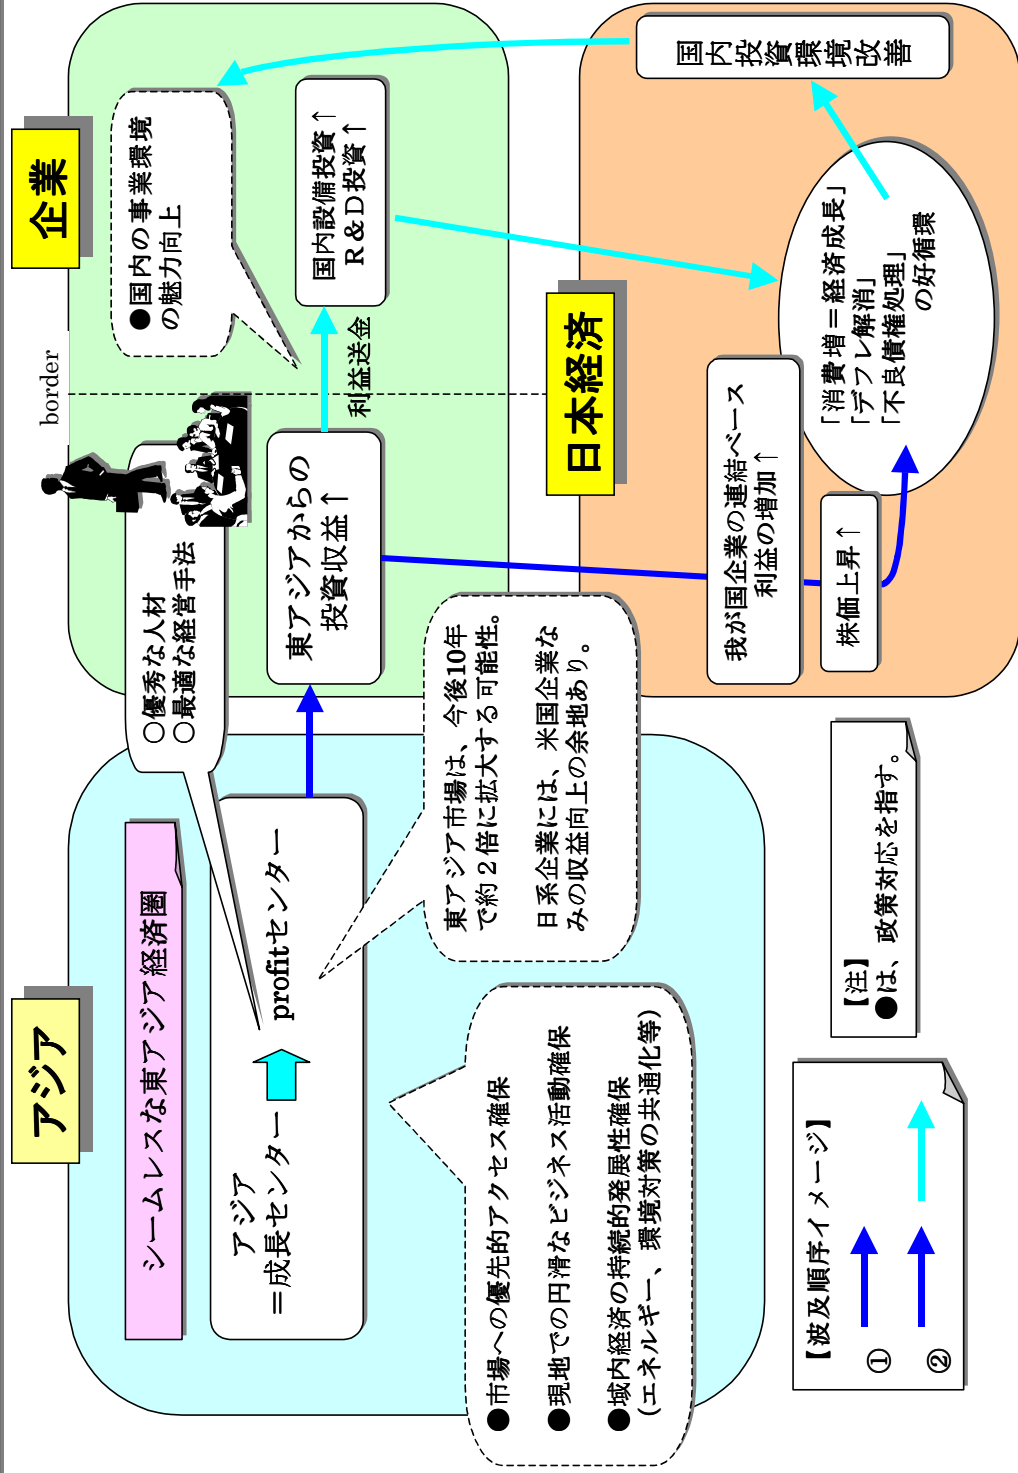 アジア
シームレスな東アジア経済圏
アジア
＝成長センター
profitセンター
○優秀な人材
○最適な経営手法
●市場への優先的アクセス確保
●現地での円滑なビジネス活動確保
●域内経済の持続的発展性確保
(エネルギー、環境対策の共通化等)
東アジア市場は、今後10年
で約２倍に拡大する可能性。
日系企業には、米国企業な
みの収益向上の余地あり。
企業
border
●国内の事業環境
の魅力向上
東アジアからの
投資収益↑
利益送金
国内設備投資↑
Ｒ＆Ｄ投資↑
日本経済
我が国企業の連結ベース
利益の増加↑
株価上昇↑
「消費増＝経済成長」
「デフレ解消」
「不良債権処理」
の好循環
国内投資環境改善
【波及順序イメージ】
①
②
【注】
●は、政策対応を指す。